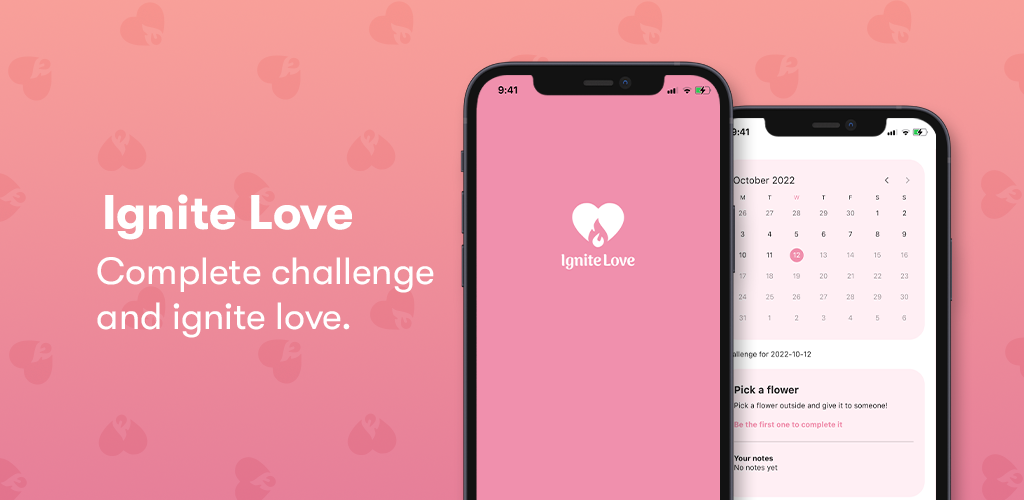 Ignite Love
Complete challenge
and ignite love.
9:41
Ignite Love
9:41
October 2022
M T W T F S S
26 27 28 29 30 1 2
3 4 5 6 7 8 9
10 11 12 13 14 15 16
17 18 19 20 21 22 23
24 25 26 27 28 29 30
31 1 2 3 4 5 6
allenge for 2022-10-12
Pick a flower
Pick a flower outside and give it to someone!
Be the first one to complete it
Your notes
No notes yet